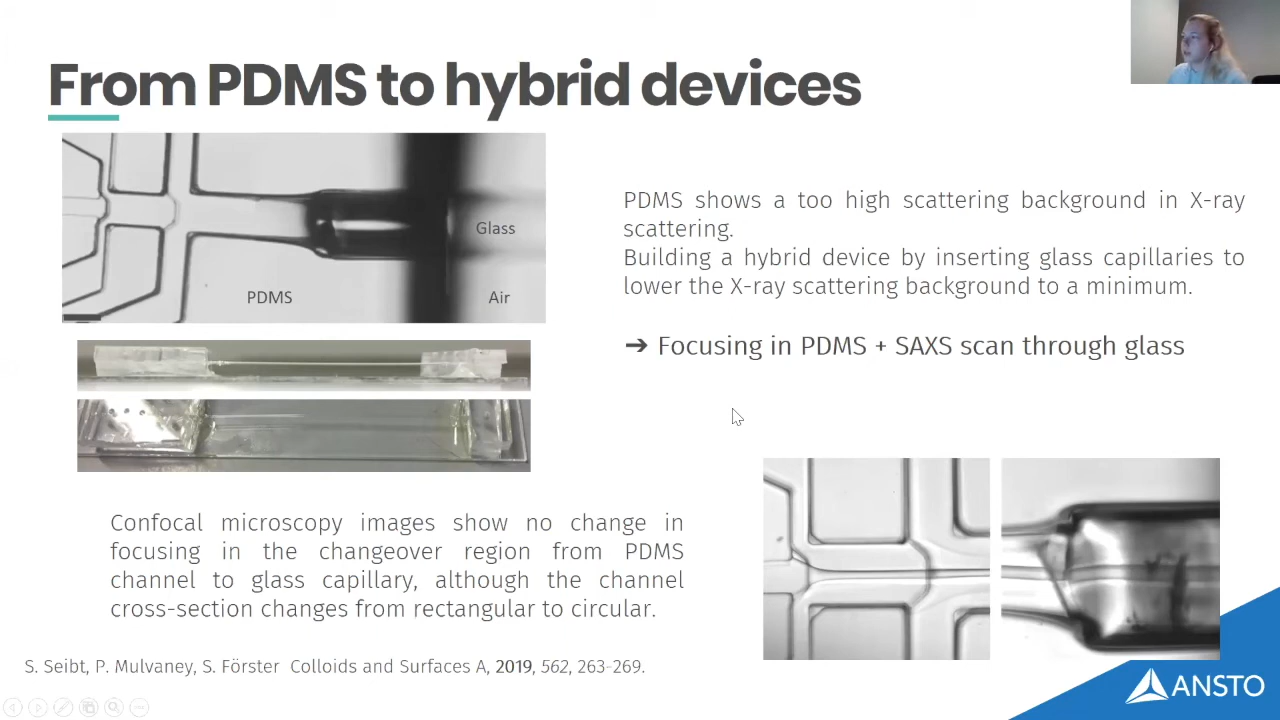 From PDMS to hybrid devices
Glass
PDMS
Air
PDMS shows a too high scattering background in X-ray
scattering.
Building a hybrid device by inserting glass capillaries to
lower the X-ray scattering background to a minimum.
➔ Focusing in PDMS + SAXS scan through glass
Confocal microscopy images show no change in
focusing in the changeover region from PDMS
channel to glass capillary, although the channel
cross-section changes from rectangular to circular.
S. Seibt, P. Mulvaney, S. Förster Colloids and Surfaces A, 2019, 562, 263-269.
ANSTO